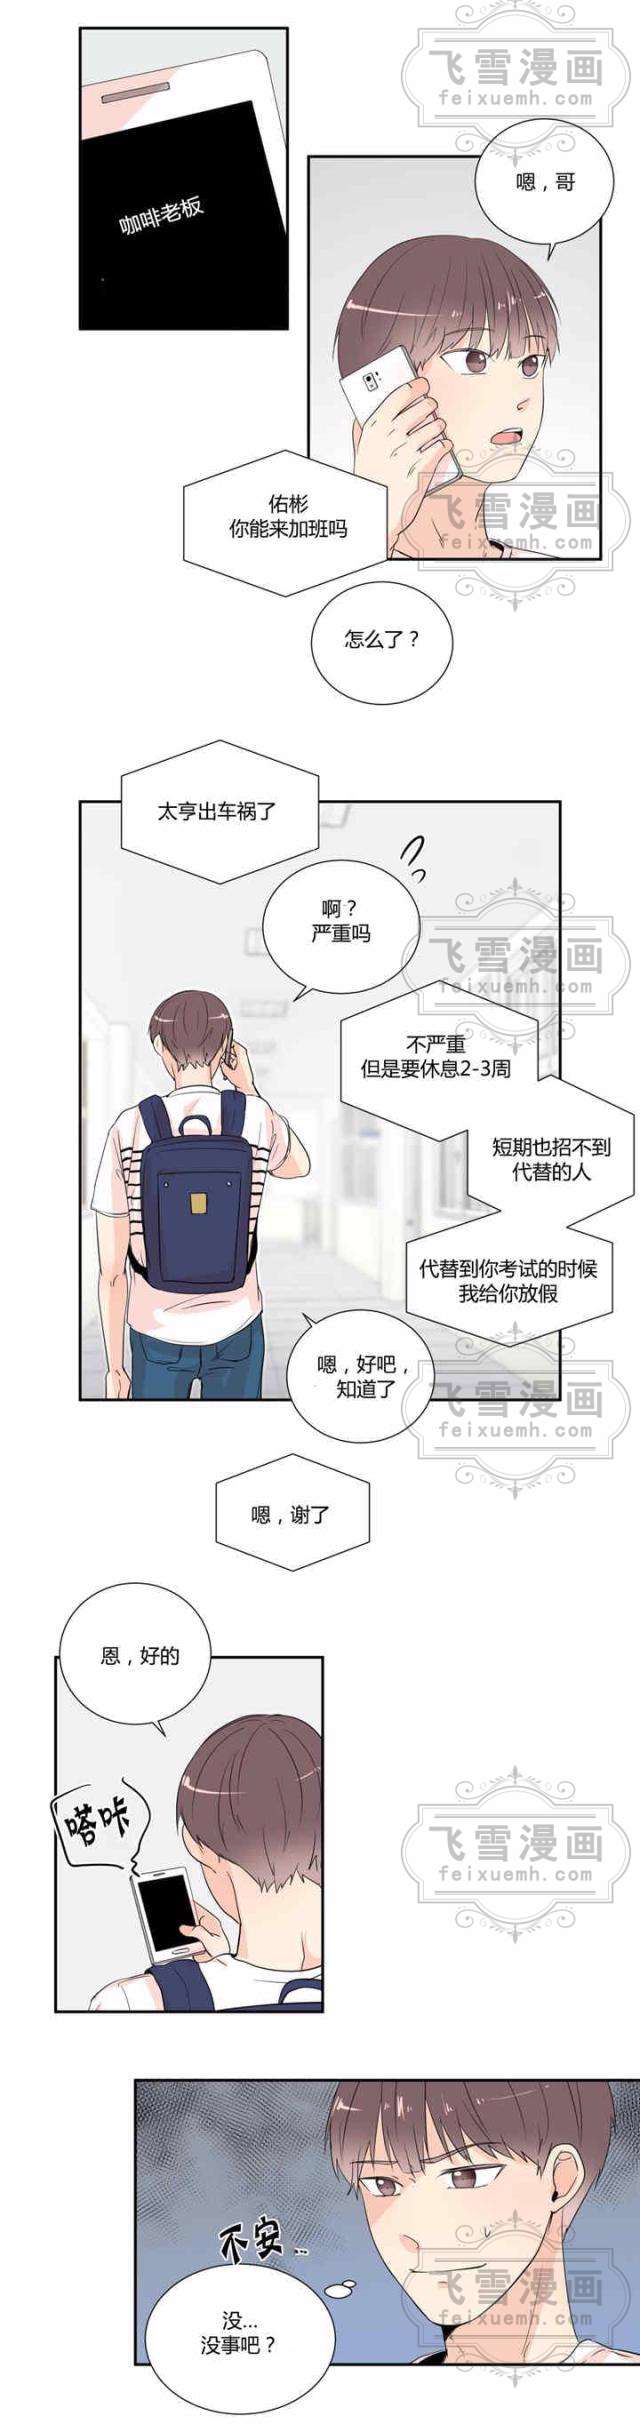 飞雪漫画
feixuemh.com
咖啡老板
嗯，哥
佑彬
你能来加班吗
飞雪漫画
feixuemh.com
怎么了？
太亨出车祸了
啊？
严重吗
飞雪漫画
feixuemh.com
不严重
但是要休息2-3周
短期也招不到
代替的人
代替到你考试的时候
我给你放假
嗯，好吧，
知道了
飞雪漫画
feixuemh.com
嗯，谢了
恩，好的
嗒咔
飞雪漫画
feixuemh.com
不安..
没...
没事吧？
飞雪漫画
feixuemh.com